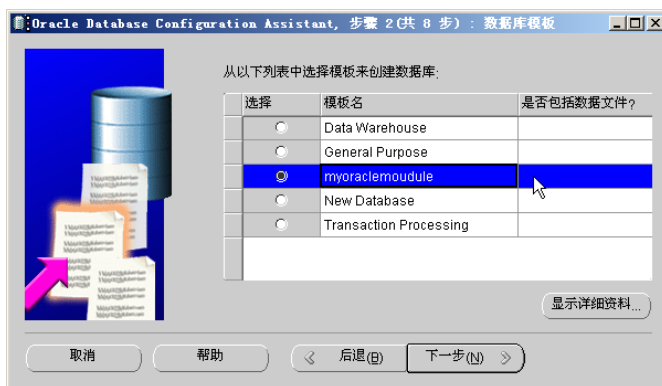 Oracle Database Configuration Assistant, 步骤 2(共 8 步) : 数据库模板
从以下列表中选择模板来创建数据库:
选择 模板名 是否包括数据文件?
Data Warehouse
General Purpose
myoraclemoudule
New Database
Transaction Processing
显示详细资料...
取消 帮助 后退(B) 下一步(N)